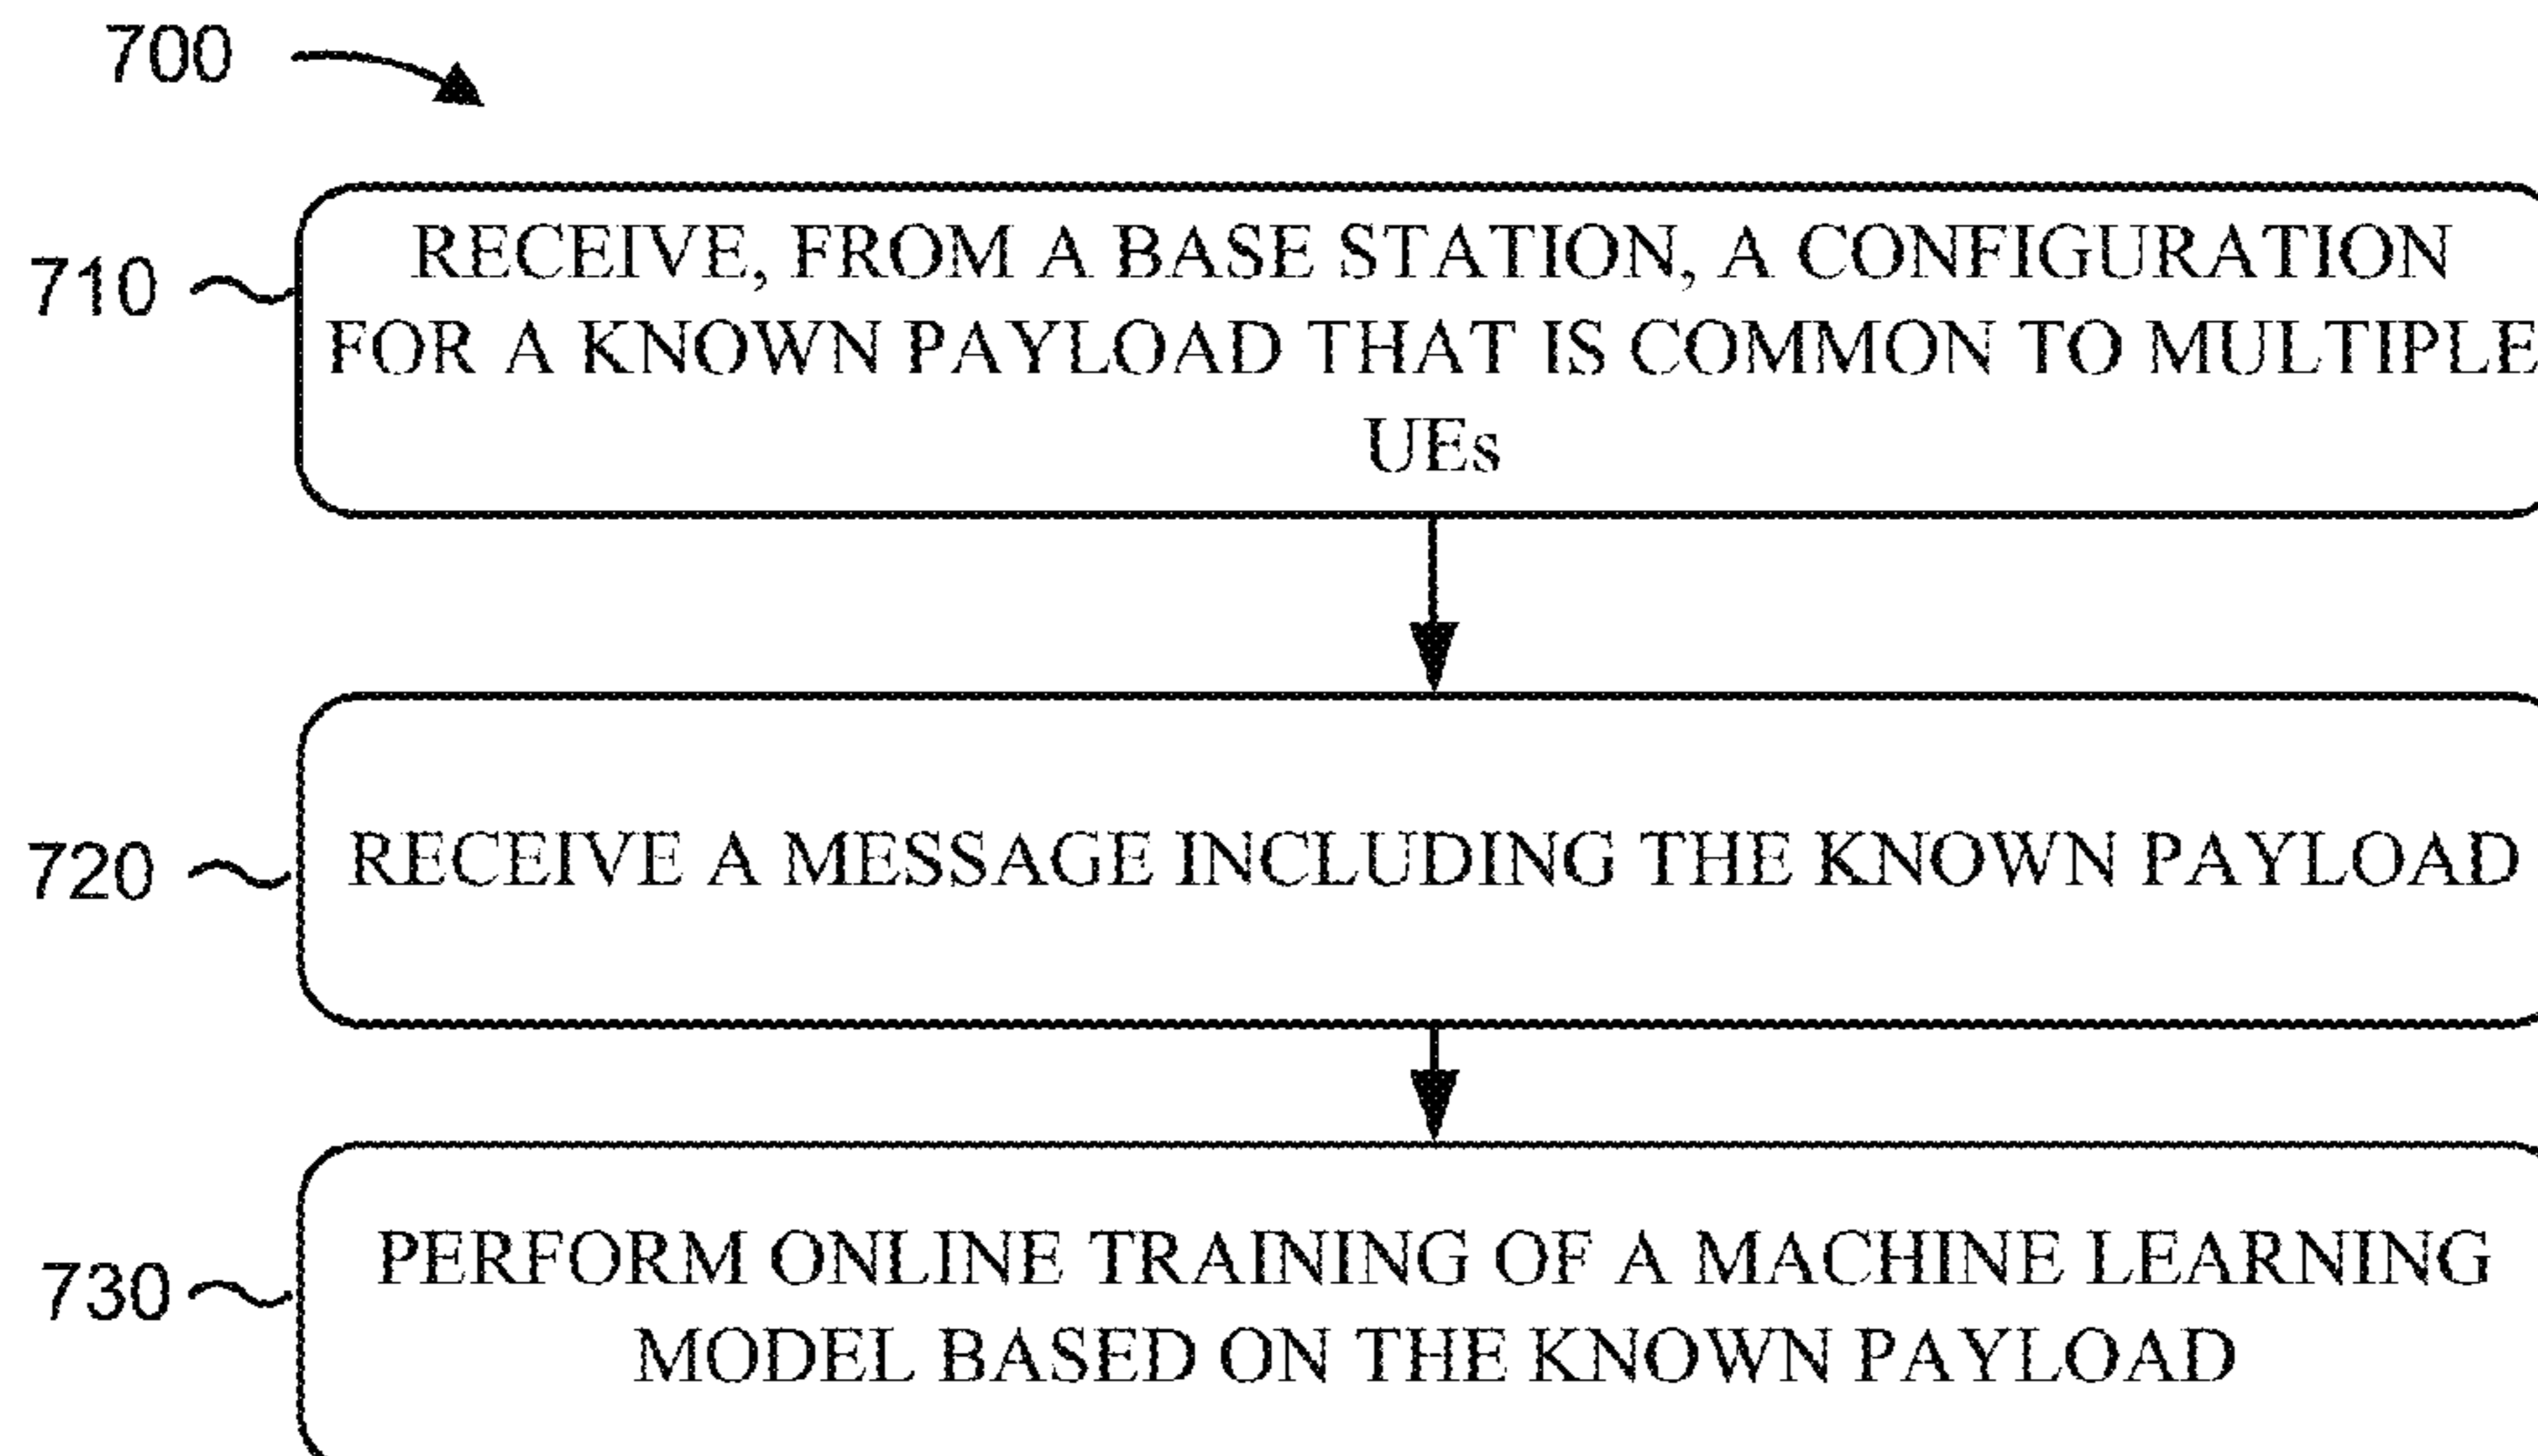 700
710
RECEIVE, FROM A BASE STATION, A CONFIGURATION
FOR A KNOWN PAYLOAD THAT IS COMMON TO MULTIPLE
UEs
720
RECEIVE A MESSAGE INCLUDING THE KNOWN PAYLOAD
730
PERFORM ONLINE TRAINING OF A MACHINE LEARNING
MODEL BASED ON THE KNOWN PAYLOAD